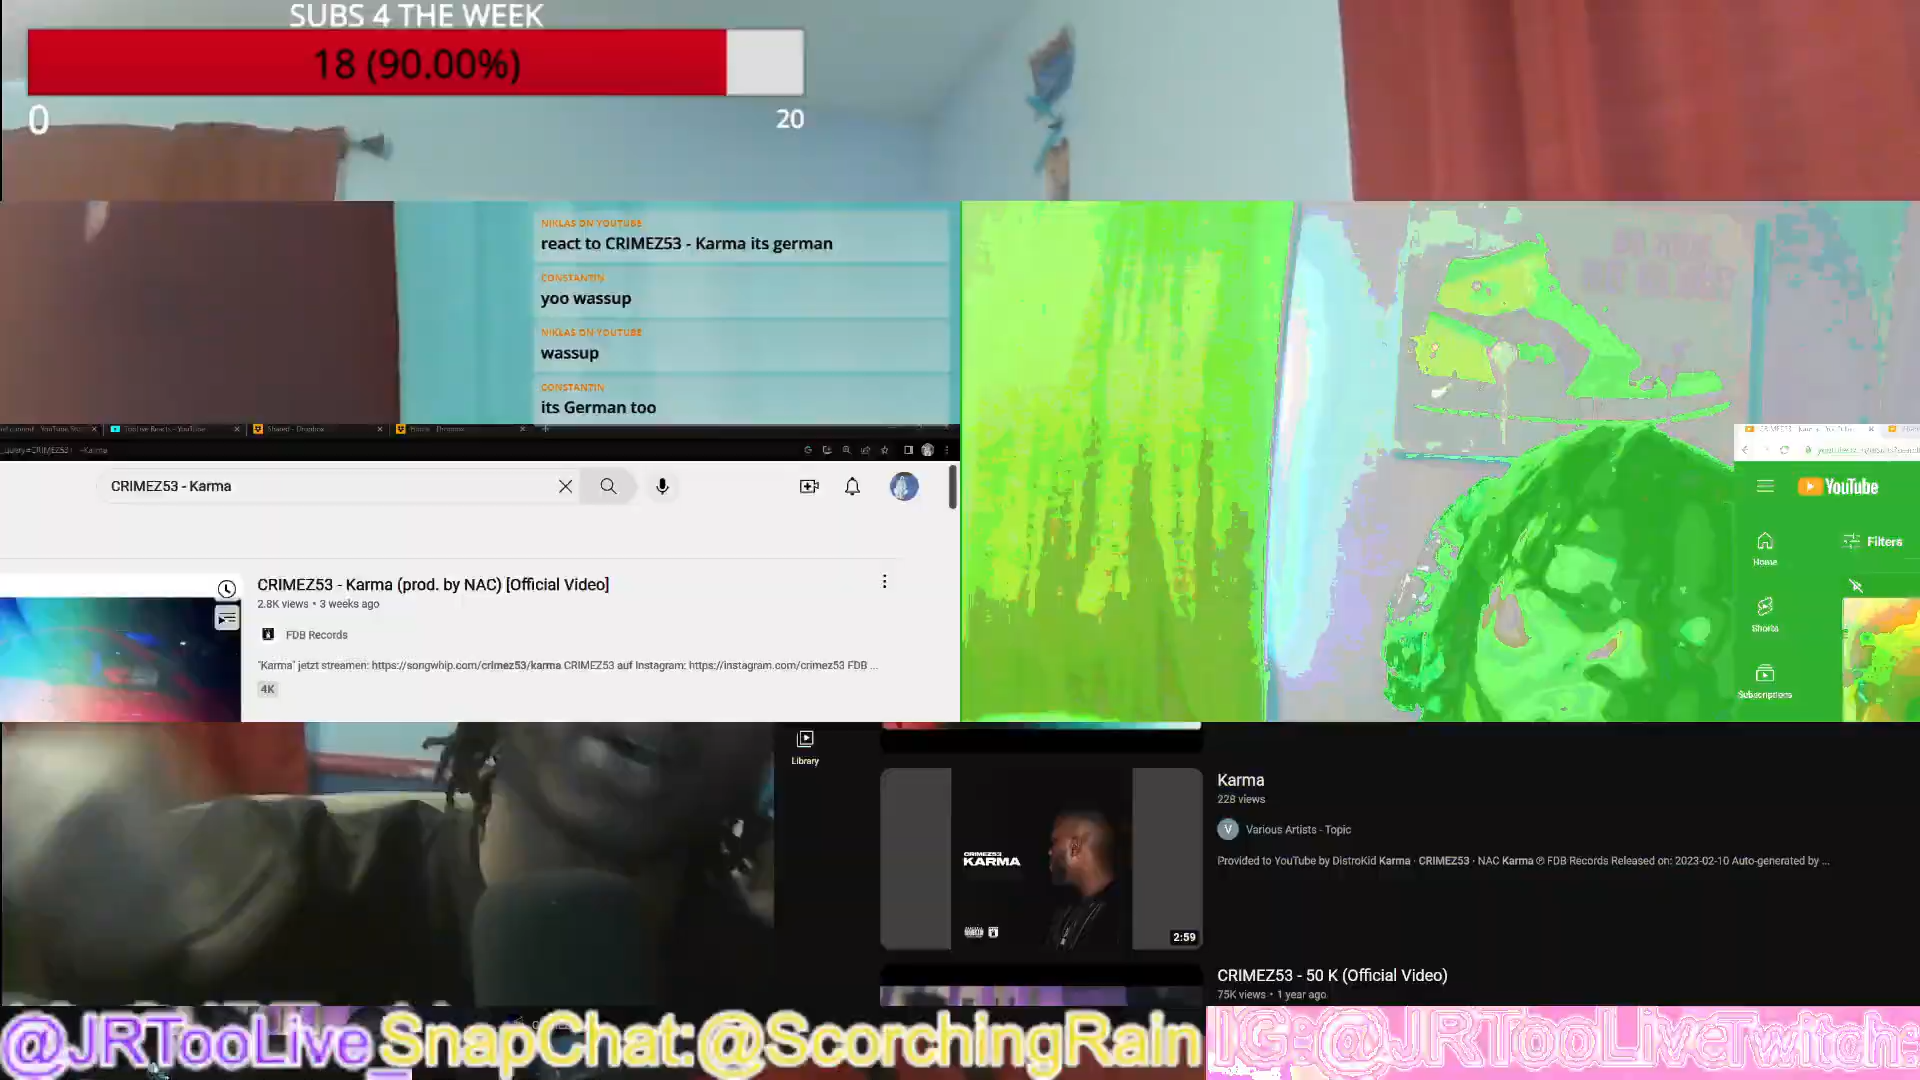 SUBS 4 THE WEEK
18 (90.00%)
0
20
NIKLAS ON YOUTUBE
react to CRIMEZ53 - Karma its german
CONSTANTIN
yoo wassup
NIKLAS ON YOUTUBE
wassup
CONSTANTIN
its German too
CRIMEZ53 - Karma
YouTube
Home
Filters
Shorts
Subscriptions
CRIMEZ53 - Karma (prod. by NAC) [Official Video]
2.8K views • 3 weeks ago
FDB Records
"Karma" jetzt streamen: https://songwhip.com/crimez53/karma CRIMEZ53 auf Instagram: https://instagram.com/crimez53 FDB ...
4K
Library
CRIMEZ53
KARMA
2:59
Karma
228 views
V
Various Artists - Topic
Provided to YouTube by DistroKid Karma · CRIMEZ53 · NAC Karma ℗ FDB Records Released on: 2023-02-10 Auto-generated by ...
CRIMEZ53 - 50 K (Official Video)
75K views • 1 year ago
@JRTooLive_ SnapChat:@ScorchingRain IG:@JRTooLive Twitch: